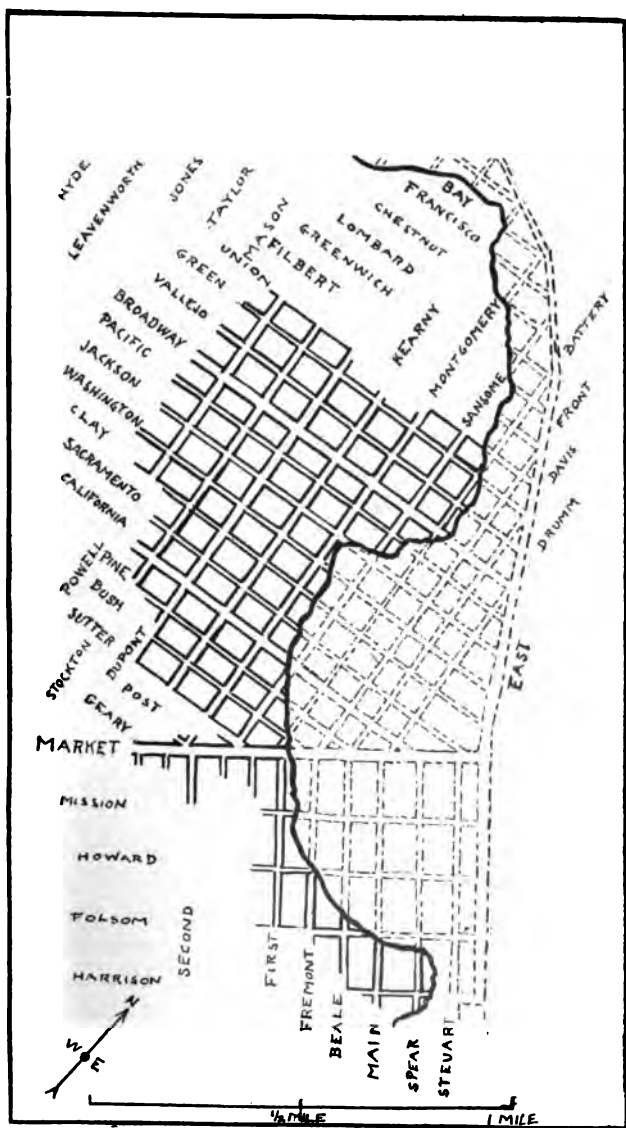 HYDE
LEAVENWORTH
JONES
TAYLOR
MASON
BAY
FRANCISCO
CHESTNUT
LOMBARD
GREENWICH
FILBERT
UNION
GREEN
VALLEJO
BROADWAY
PACIFIC
JACKSON
WASHINGTON
CLAY
SACRAMENTO
CALIFORNIA
KEARNY
MONTGOMERY
SANSOME
BATTERY
FRONT
DAVIS
DRUMM
EAST
POWELL
PINE
BUSH
SUTTER
STOCKTON
DUPONT
POST
GEARY
MARKET
MISSION
HOWARD
FOLSOM
HARRISON
SECOND
FIRST
FREMONT
BEALE
MAIN
SPEAR
STEUART
N
W
E
1/2 MILE
1 MILE